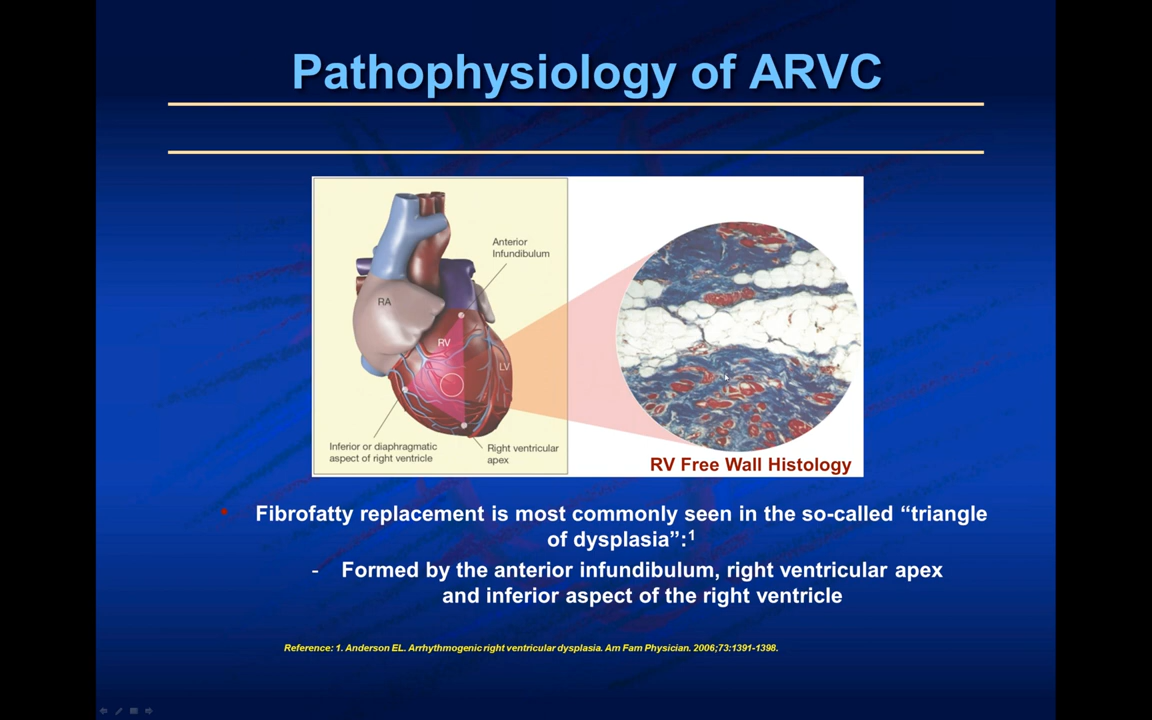 Pathophysiology of ARVC
Anterior
Infundibulum
RA
RV
LV
Inferior or diaphragmatic
aspect of right ventricle
Right ventricular
apex
RV Free Wall Histology
• Fibrofatty replacement is most commonly seen in the so-called “triangle
of dysplasia”:1
- Formed by the anterior infundibulum, right ventricular apex
and inferior aspect of the right ventricle
Reference: 1. Anderson EL. Arrhythmogenic right ventricular dysplasia. Am Fam Physician. 2006;73:1391-1398.